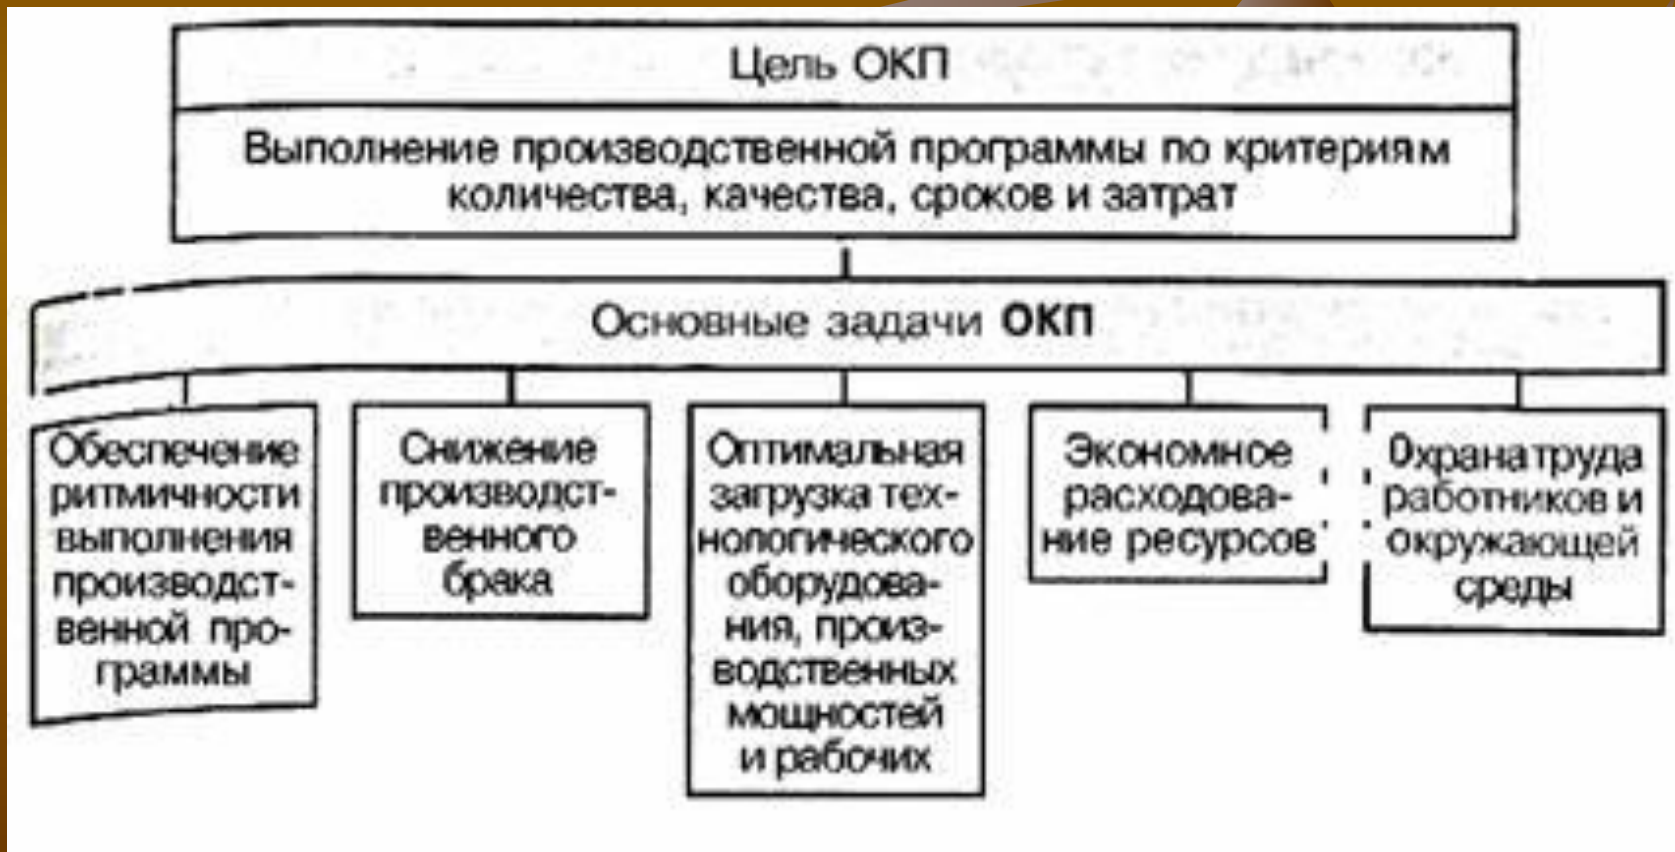 Цель ОКП
Выполнение производственной программы по критериям
количества, качества, сроков и затрат
Основные задачи ОКП
Обеспечение
ритмичности
выполнения
производст-
венной про-
граммы
Снижение
производст-
венного
брака
Оптимальная
загрузка тех-
нологического
оборудова-
ния, произ-
водственных
мощностей
и рабочих
Экономное
расходова-
ние ресурсов
Охрана труда
работников и
окружающей
среды